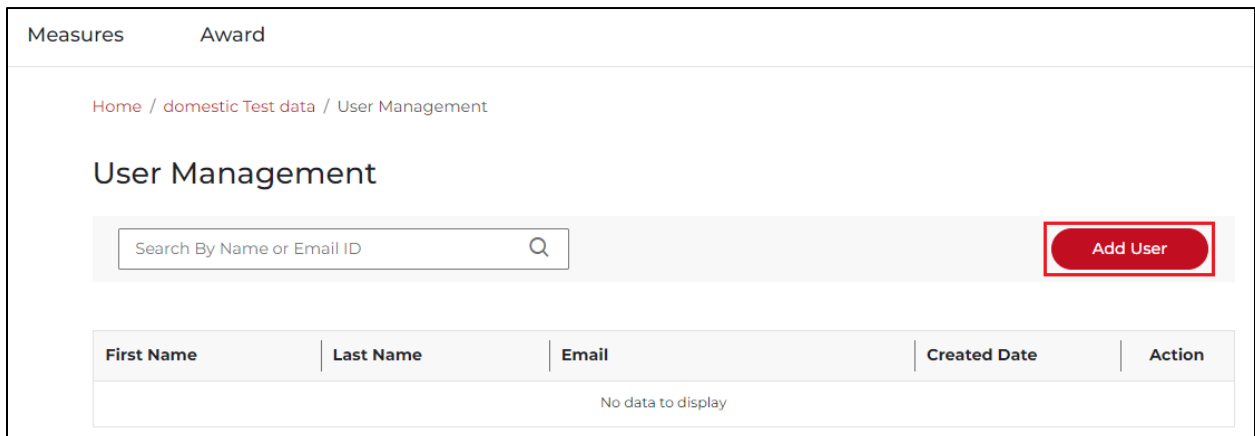 Measures Award
Home / domestic Test data / User Management
User Management
Search By Name or Email ID
Add User
First Name Last Name Email Created Date Action
No data to display